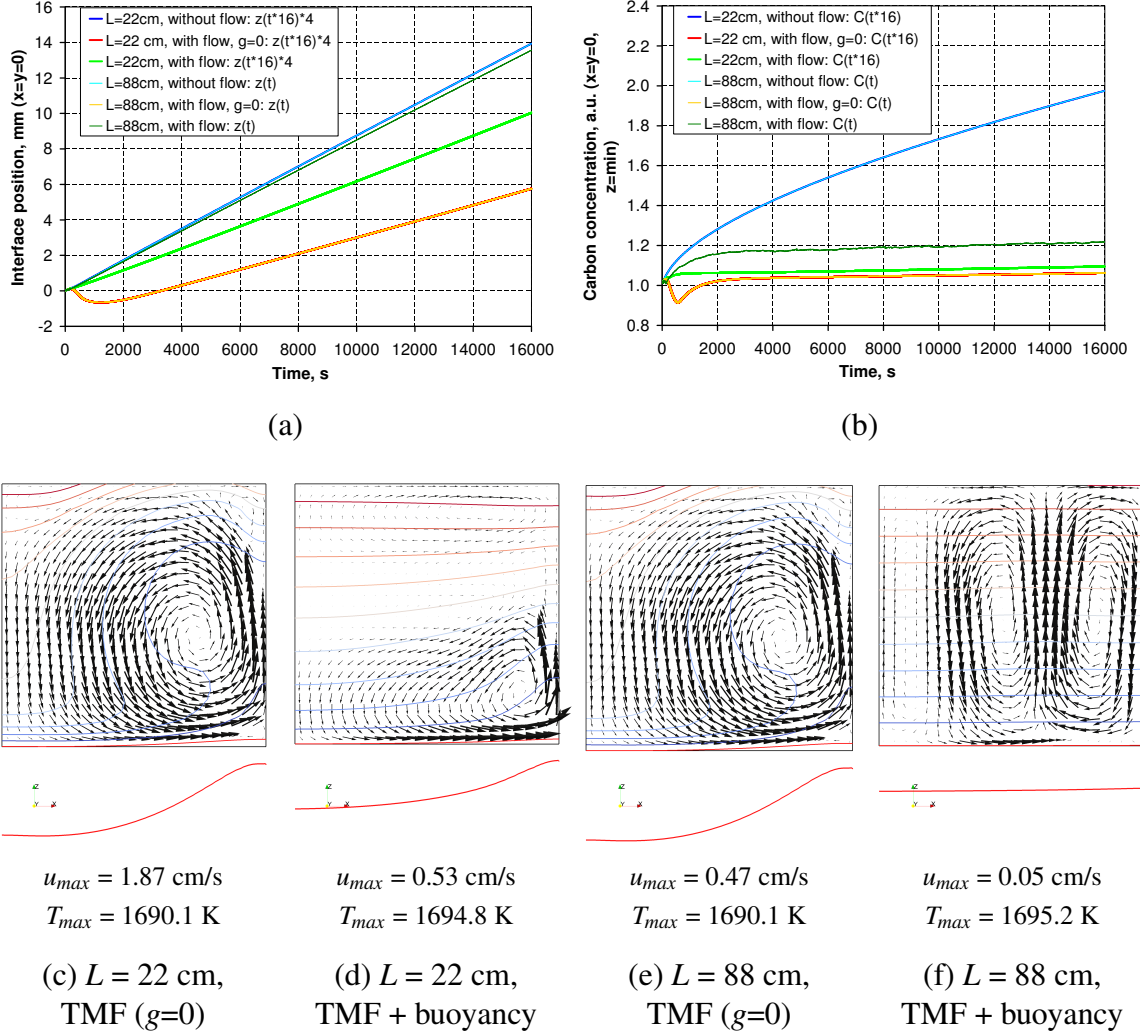 L=22cm, without flow: z(t*16)*4
L=22 cm, with flow, g=0: z(t*16)*4
L=22cm, with flow: z(t*16)*4
L=88cm, without flow: z(t)
L=88cm, with flow, g=0: z(t)
L=88cm, with flow: z(t)
16
14
12
10
8
6
4
2
0
-2
Interface position, mm (x=y=0)
0 2000 4000 6000 8000 10000 12000 14000 16000
Time, s
(a)
L=22cm, without flow: C(t*16)
L=22 cm, with flow, g=0: C(t*16)
L=22cm, with flow: C(t*16)
L=88cm, without flow: C(t)
L=88cm, with flow, g=0: C(t)
L=88cm, with flow: C(t)
2.4
2.2
2.0
1.8
1.6
1.4
1.2
1.0
0.8
Carbon concentration, a.u. (x=y=0,
z=min)
0 2000 4000 6000 8000 10000 12000 14000 16000
Time, s
(b)
Z
Y X
Z
Y X
Z
Y X
Z
Y X
u_max = 1.87 cm/s
T_max = 1690.1 K
(c) L = 22 cm,
TMF (g=0)
u_max = 0.53 cm/s
T_max = 1694.8 K
(d) L = 22 cm,
TMF + buoyancy
u_max = 0.47 cm/s
T_max = 1690.1 K
(e) L = 88 cm,
TMF (g=0)
u_max = 0.05 cm/s
T_max = 1695.2 K
(f) L = 88 cm,
TMF + buoyancy